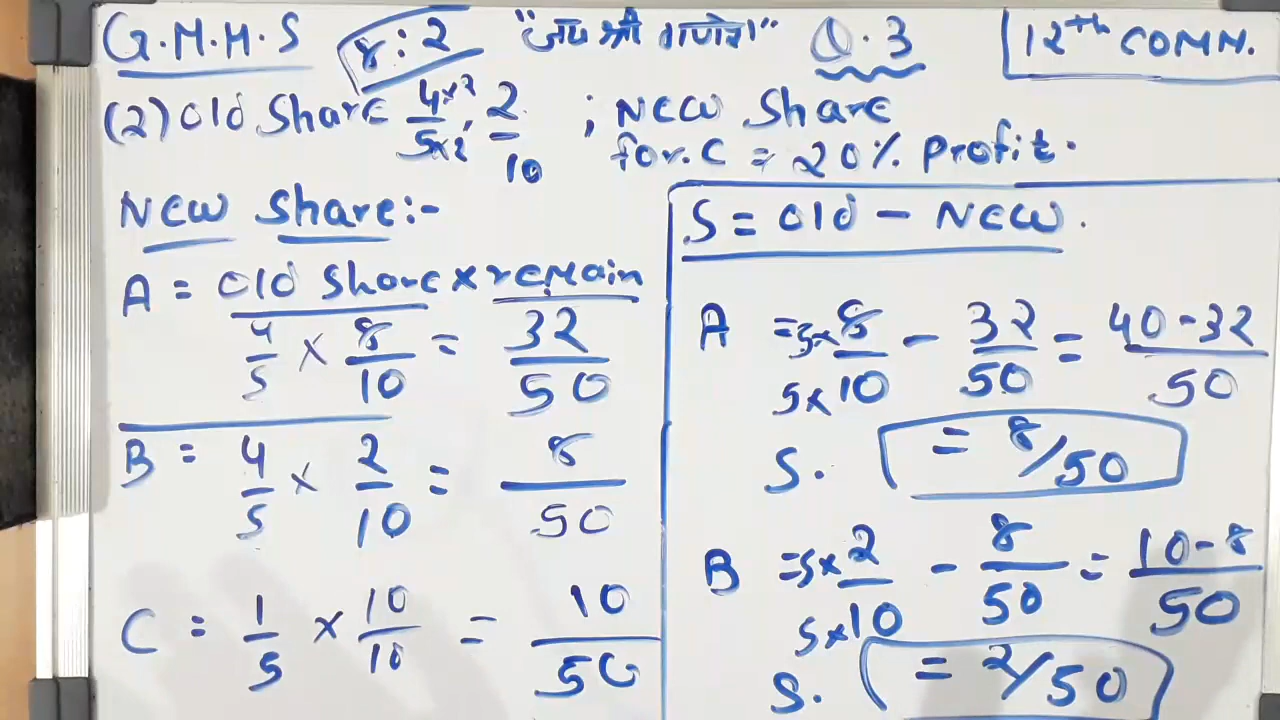 G.M.H.S 8:2 "जय श्री गणेश" Q.3 12th COMM.
(2) Old Share 4×2/5×2, 2/10 ; New Share
for.C = 20% Profit.
New Share:-
A = Old Share × remain
4/5 × 8/10 = 32/50
B = 4/5 × 2/10 = 8/50
C = 1/5 × 10/10 = 10/50
S = Old - New.
A = 5×8/5×10 - 32/50 = 40-32/50
S. = 8/50
B = 5×2/5×10 - 8/50 = 10-8/50
S. = 2/50